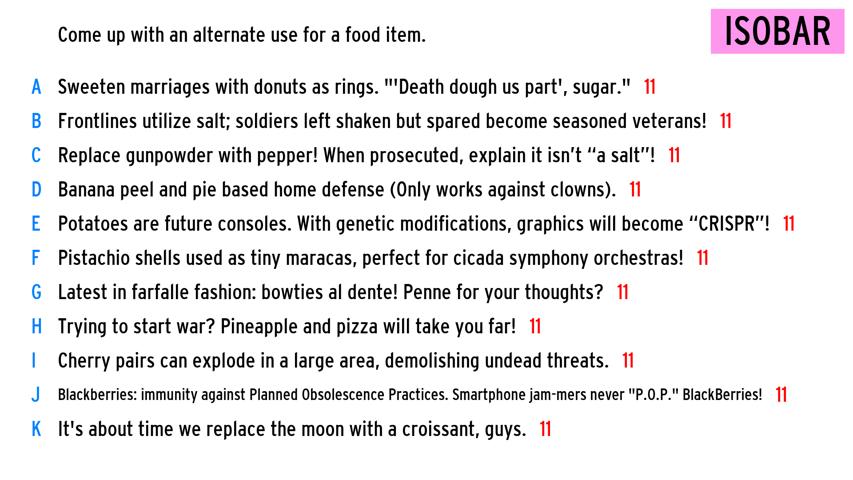 Come up with an alternate use for a food item.
ISOBAR
A Sweeten marriages with donuts as rings. "'Death dough us part', sugar." 11
B Frontlines utilize salt; soldiers left shaken but spared become seasoned veterans! 11
C Replace gunpowder with pepper! When prosecuted, explain it isn't “a salt”! 11
D Banana peel and pie based home defense (Only works against clowns). 11
E Potatoes are future consoles. With genetic modifications, graphics will become “CRISPR”! 11
F Pistachio shells used as tiny maracas, perfect for cicada symphony orchestras! 11
G Latest in farfalle fashion: bowties al dente! Penne for your thoughts? 11
H Trying to start war? Pineapple and pizza will take you far! 11
I Cherry pairs can explode in a large area, demolishing undead threats. 11
J Blackberries: immunity against Planned Obsolescence Practices. Smartphone jam-mers never "P.O.P." BlackBerries! 11
K It's about time we replace the moon with a croissant, guys. 11